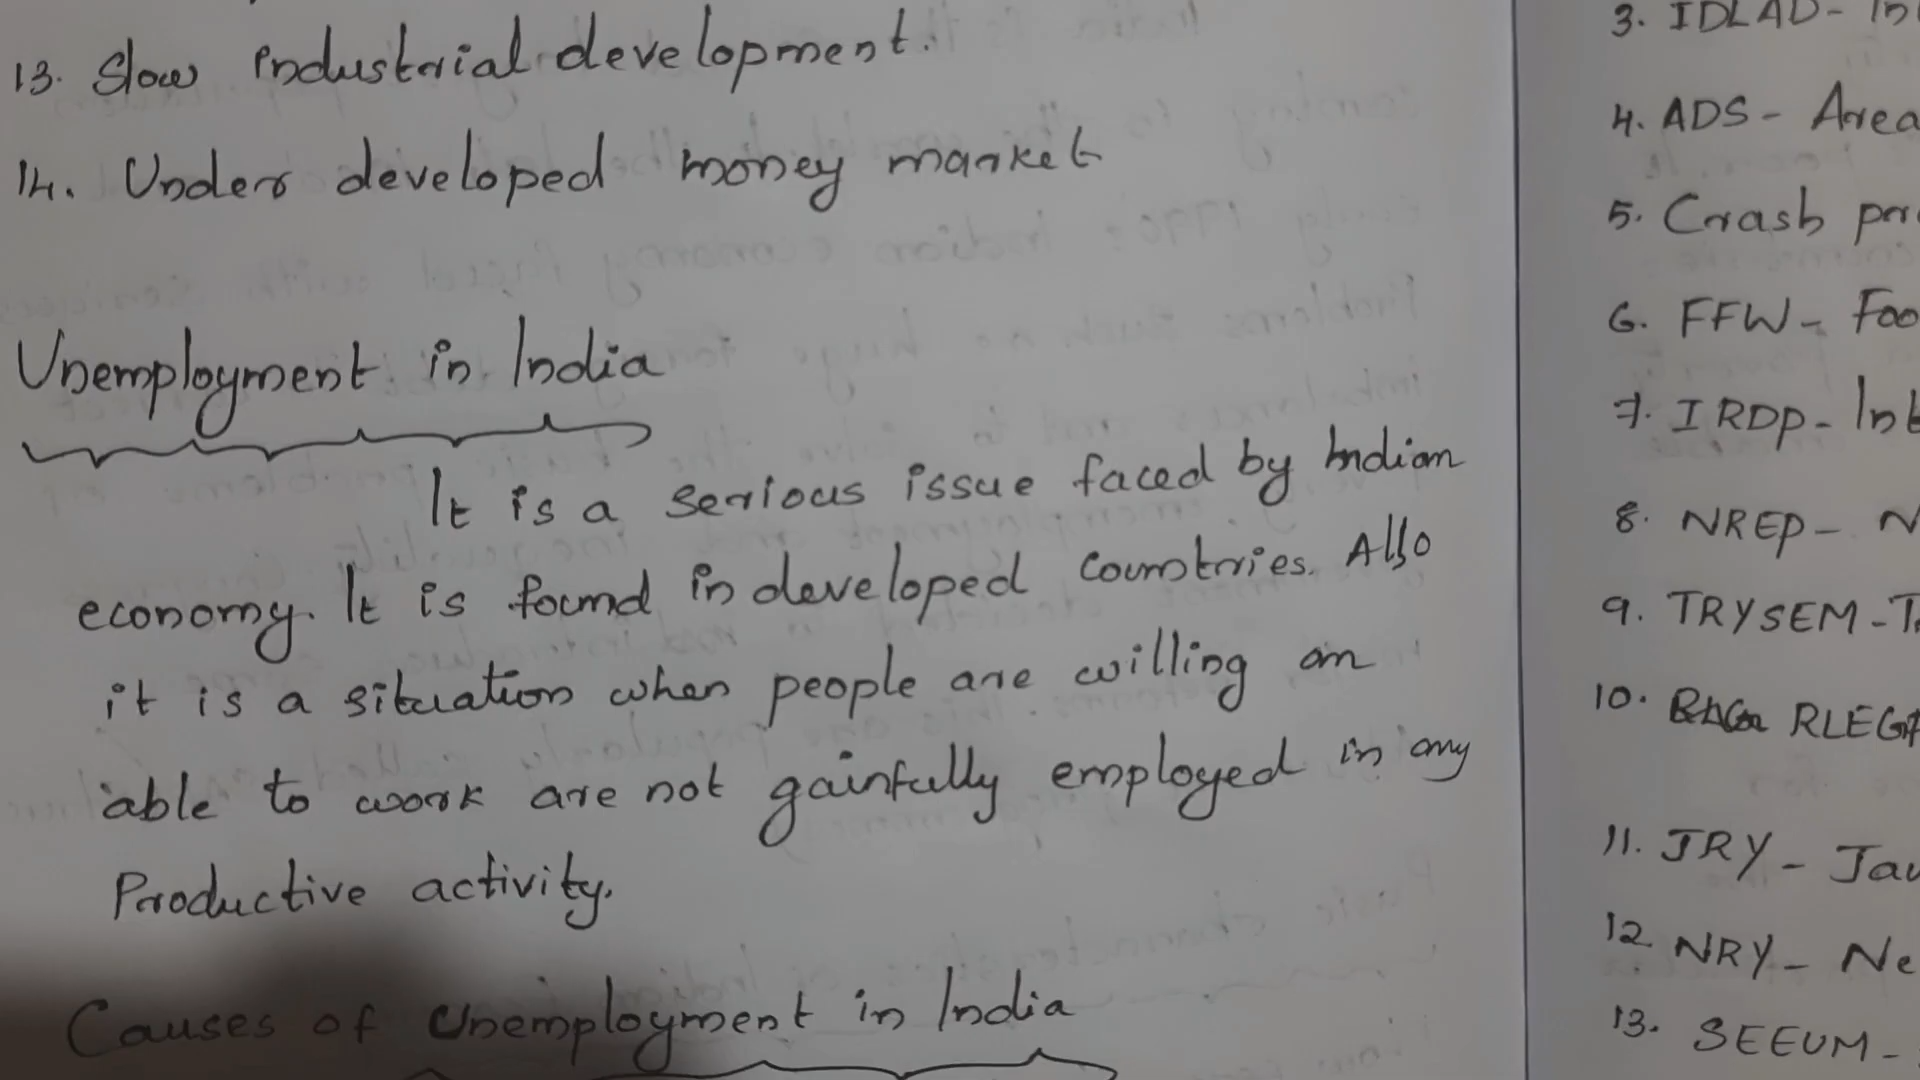 13. Slow industrial development.
14. Under developed money market
Unemployment in India
It is a serious issue faced by Indian
economy. It is found in developed countries. Also
it is a situation when people are willing an
able to work are not gainfully employed in any
Productive activity.
Causes of Unemployment in India
3. IDLAD- In
4. ADS - Area
5. Crash pr
6. FFW - Foo
7. IRDP - Int
8. NREP - N
9. TRYSEM - T
10. RLEG
11. JRY - Jaw
12. NRY - Ne
13. SEEUM -